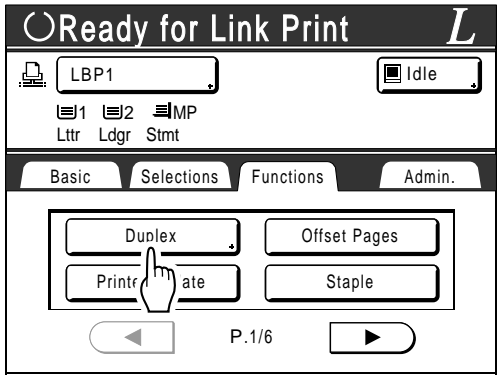 Ready for Link Print L
LBP1 Idle
1 2 MP
Lttr Ldgr Stmt
Basic Selections Functions Admin.
Duplex Offset Pages
Staple
P.1/6